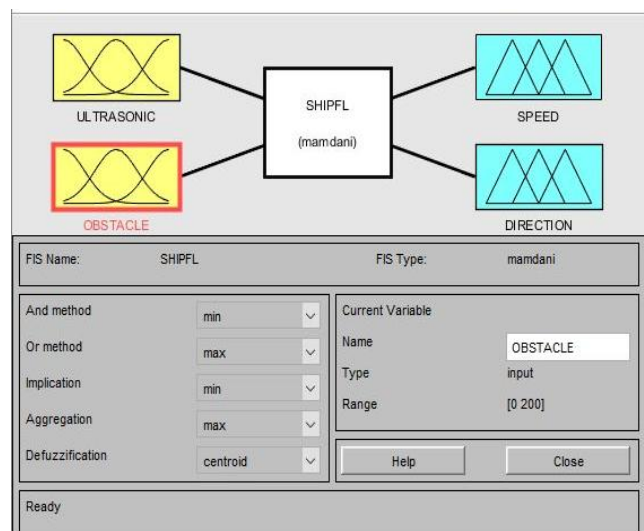 ULTRASONIC
OBSTACLE
SHIPFL
(mamdani)
SPEED
DIRECTION
FIS Name: SHIPFL FIS Type: mamdani
And method min
Or method max
Implication min
Aggregation max
Defuzzification centroid
Current Variable
Name OBSTACLE
Type input
Range [0 200]
Help Close
Ready